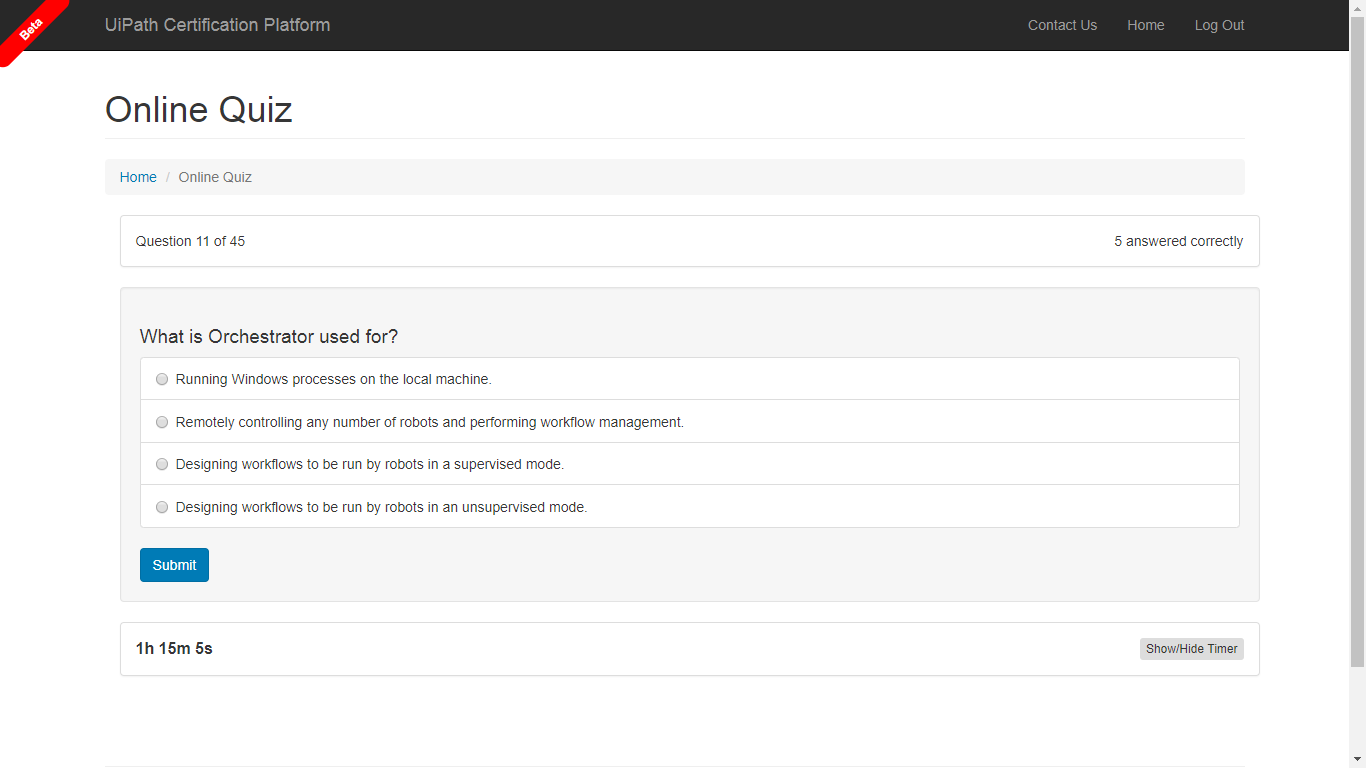 Beta
UiPath Certification Platform
Contact Us
Home
Log Out
Online Quiz
Home / Online Quiz
Question 11 of 45
5 answered correctly
What is Orchestrator used for?
Running Windows processes on the local machine.
Remotely controlling any number of robots and performing workflow management.
Designing workflows to be run by robots in a supervised mode.
Designing workflows to be run by robots in an unsupervised mode.
Submit
1h 15m 5s
Show/Hide Timer